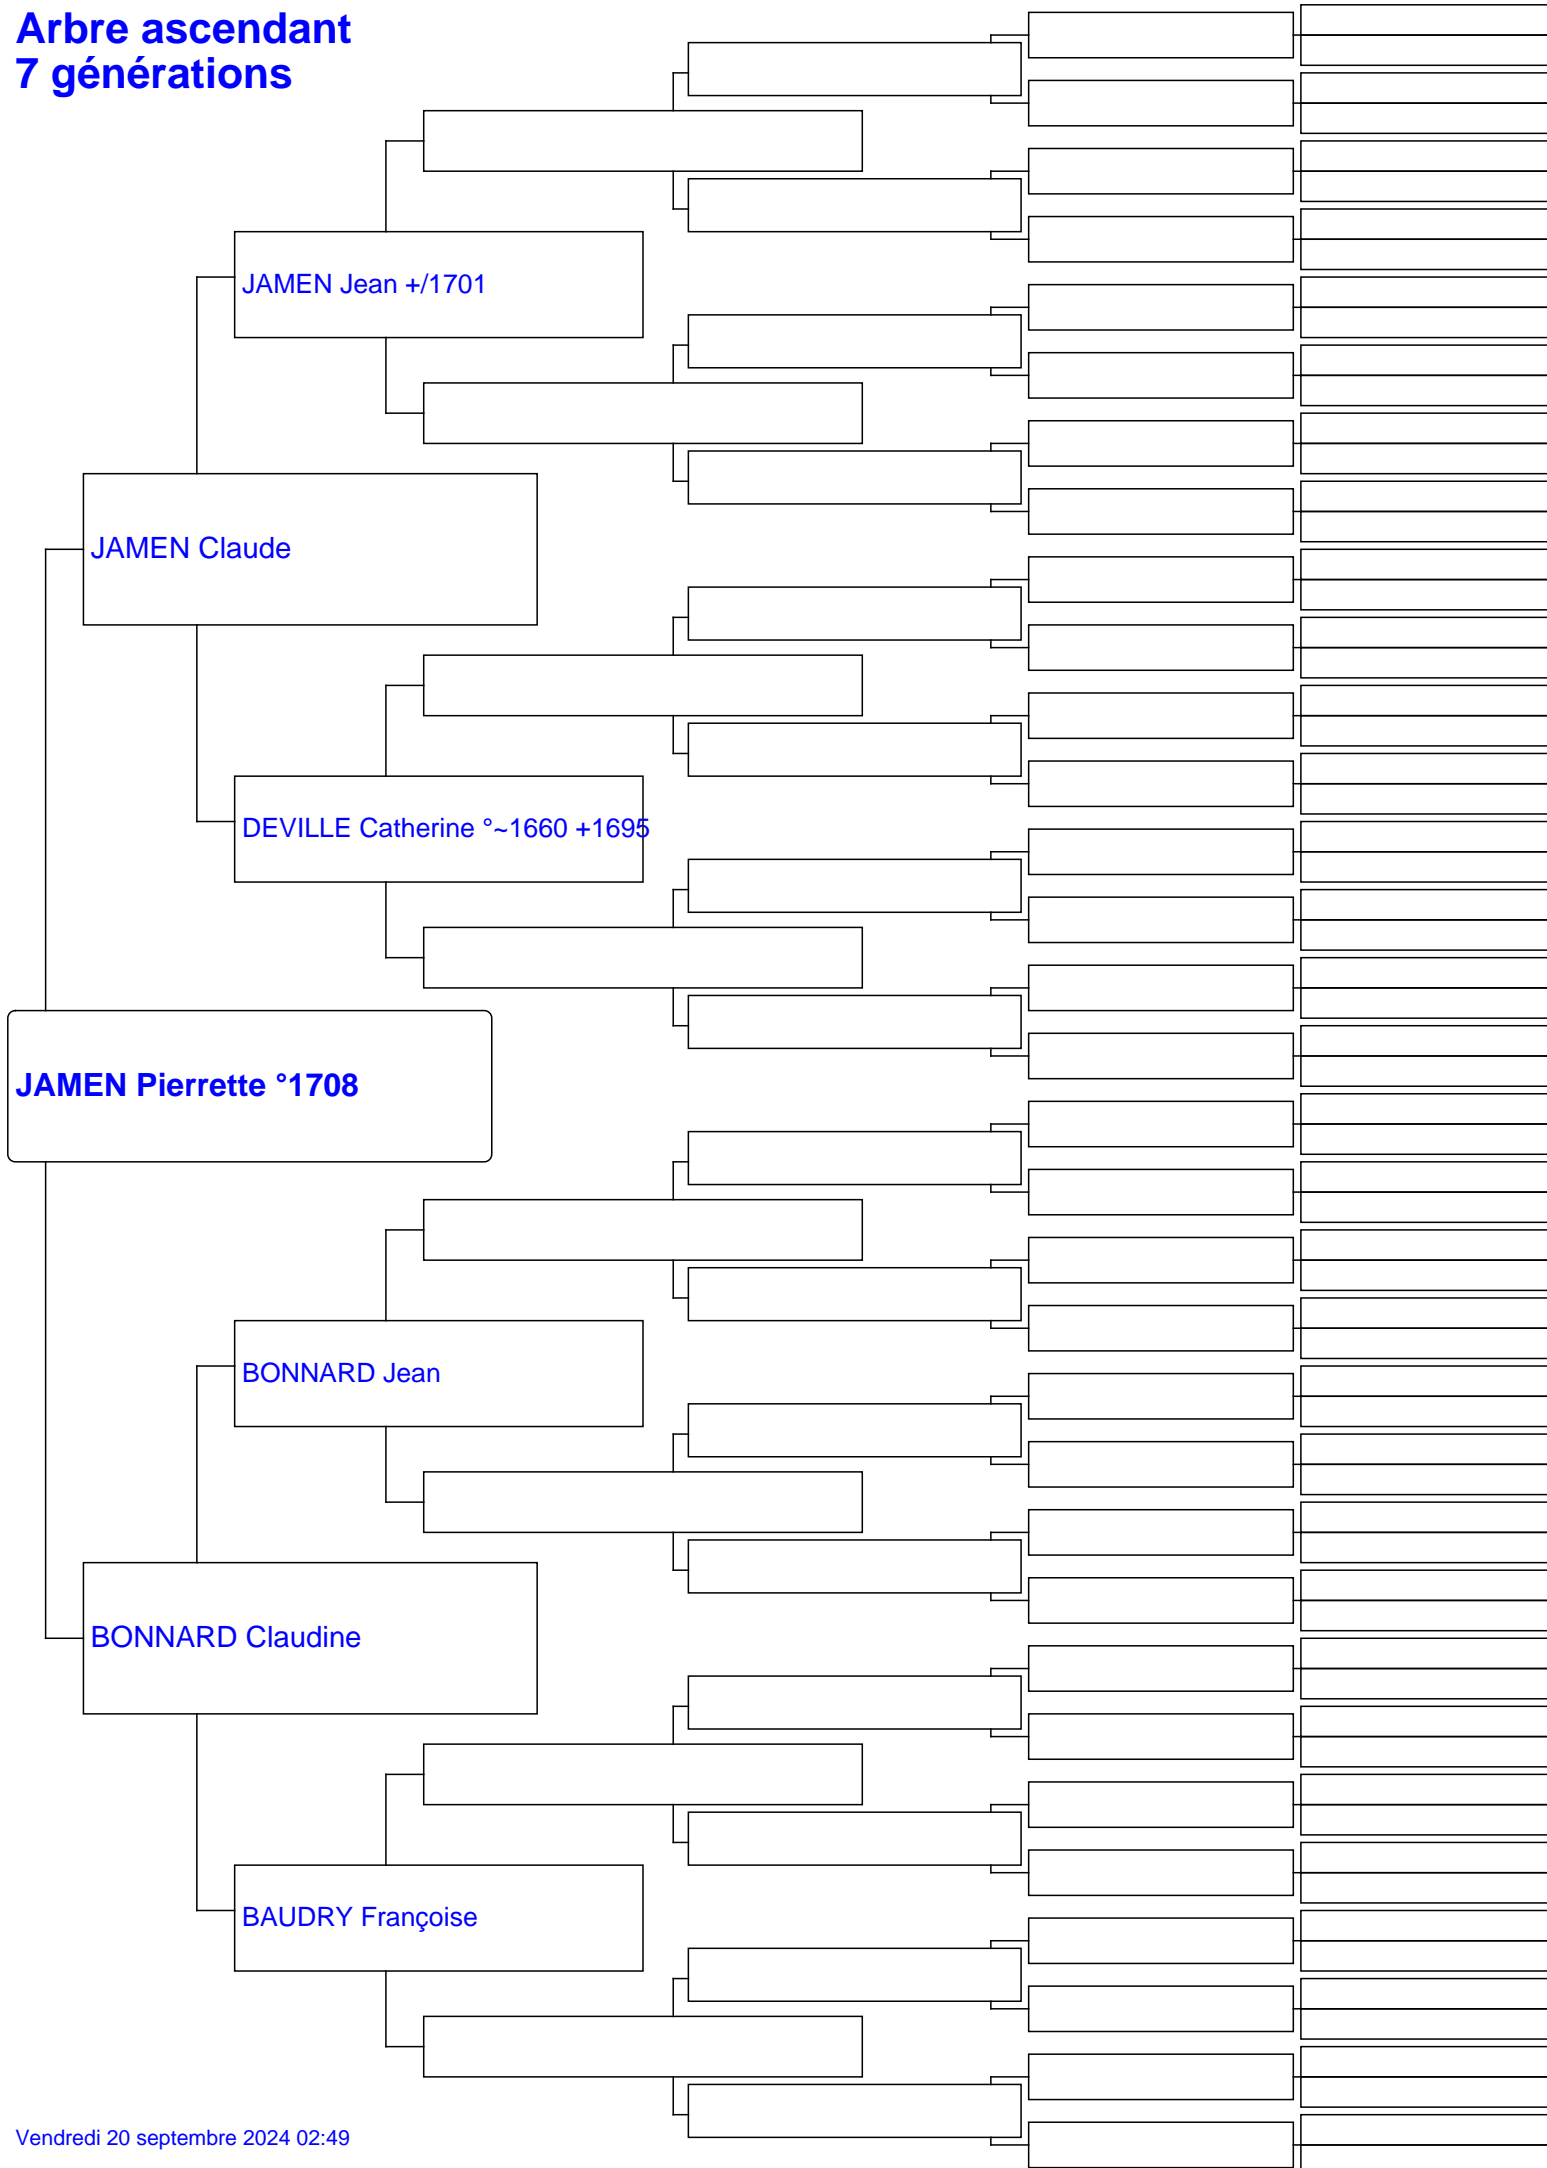 Arbre ascendant
7 générations
JAMEN Jean +/1701
JAMEN Claude
DEVILLE Catherine °~1660 +1695
JAMEN Pierrette °1708
BONNARD Jean
BONNARD Claudine
BAUDRY Françoise
Vendredi 20 septembre 2024 02:49